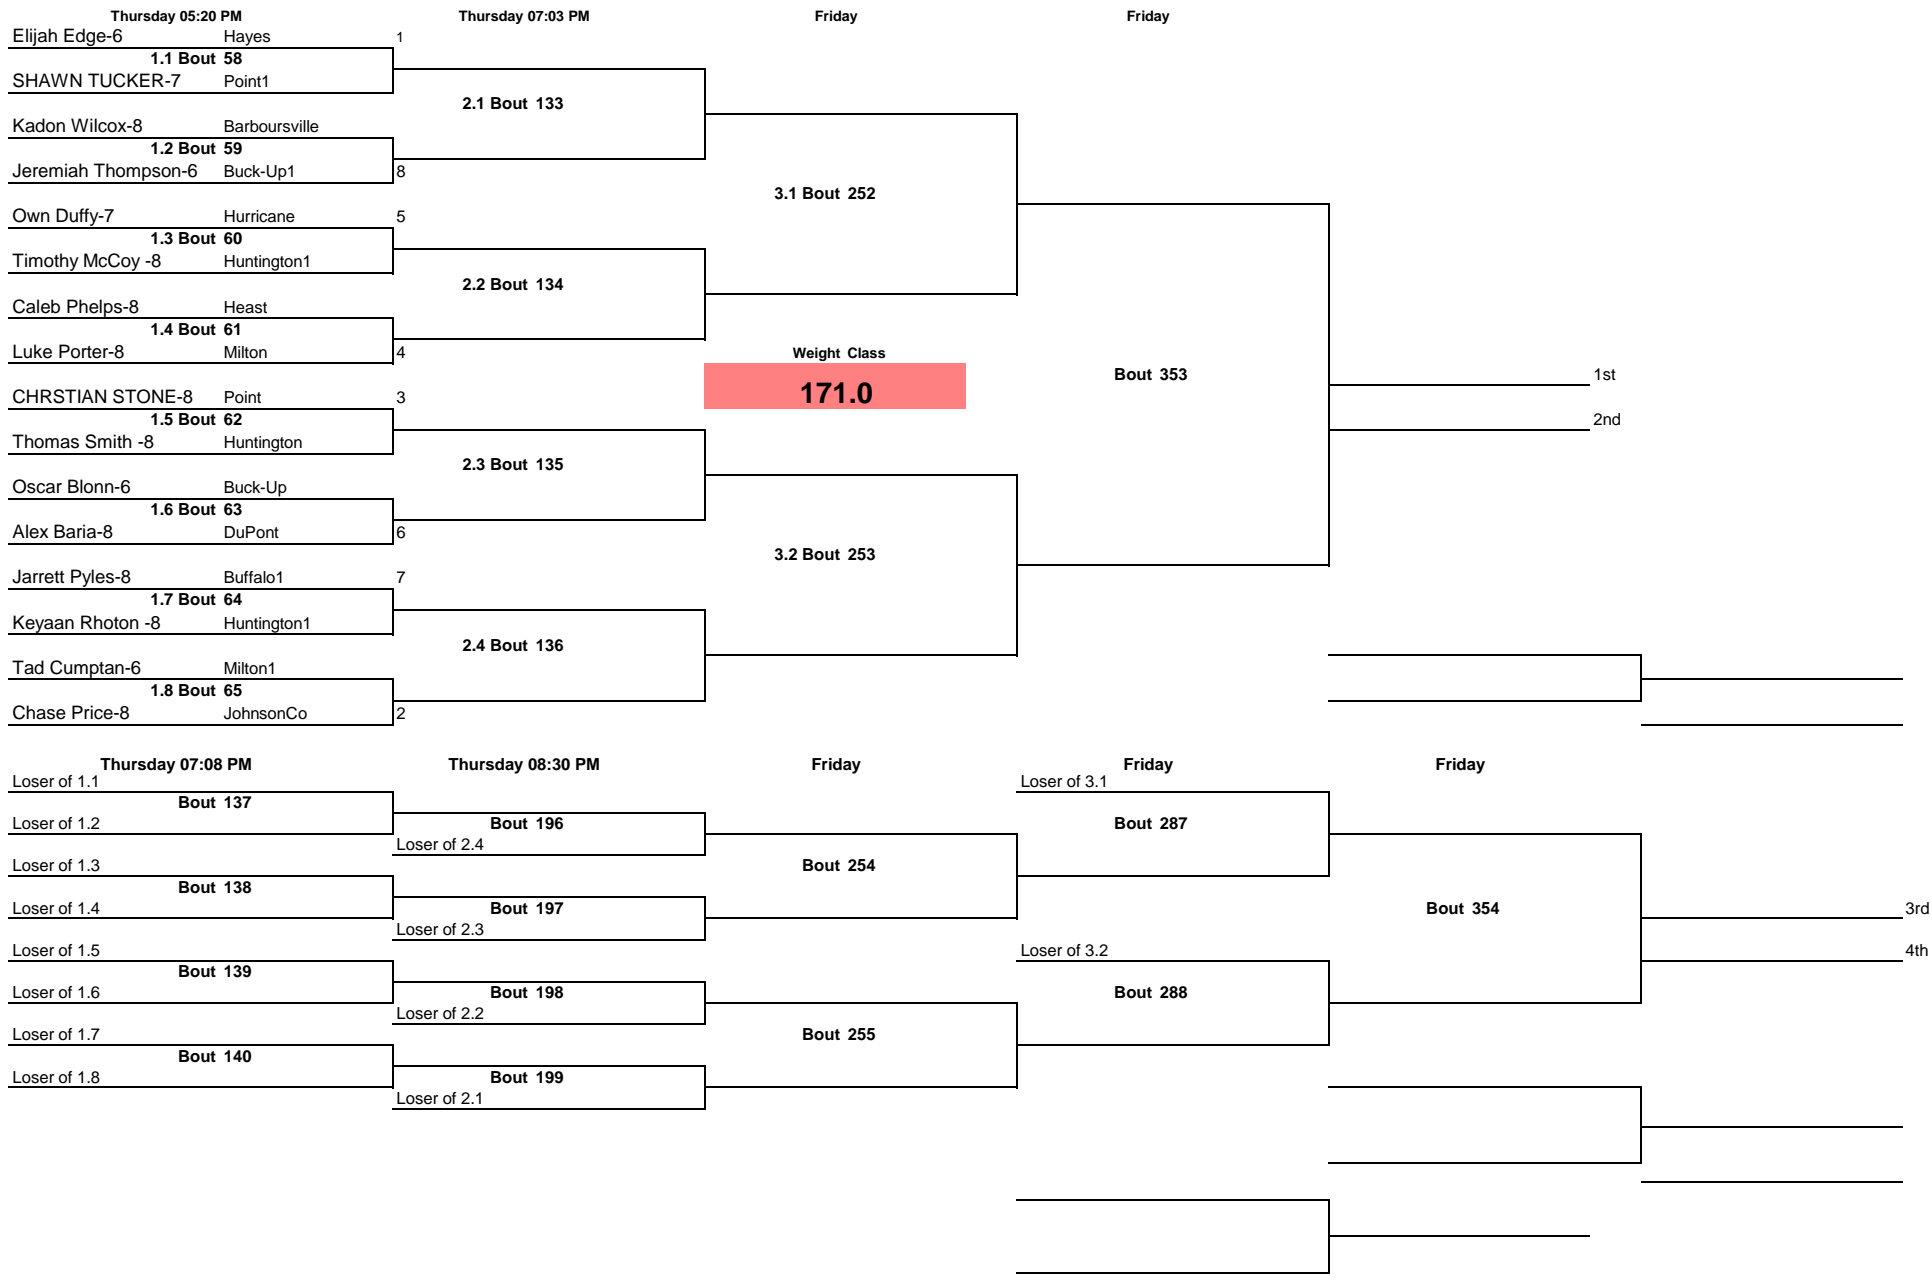 Thursday 05:20 PM Thursday 07:03 PM Friday Friday
Elijah Edge-6 Hayes 1
1.1 Bout 58
SHAWN TUCKER-7 Point1
2.1 Bout 133
Kadon Wilcox-8 Barboursville
1.2 Bout 59
Jeremiah Thompson-6 Buck-Up1 8
3.1 Bout 252
Own Duffy-7 Hurricane 5
1.3 Bout 60
Timothy McCoy -8 Huntington1
2.2 Bout 134
Caleb Phelps-8 Heast
1.4 Bout 61
Luke Porter-8 Milton 4
Weight Class
Bout 353 1st
171.0
CHRSTIAN STONE-8 Point 3
1.5 Bout 62 2nd
Thomas Smith -8 Huntington
2.3 Bout 135
Oscar Blonn-6 Buck-Up
1.6 Bout 63
Alex Baria-8 DuPont 6
3.2 Bout 253
Jarrett Pyles-8 Buffalo1 7
1.7 Bout 64
Keyaan Rhoton -8 Huntington1
2.4 Bout 136
Tad Cumptan-6 Milton1
1.8 Bout 65
Chase Price-8 JohnsonCo 2
Thursday 07:08 PM Thursday 08:30 PM Friday Friday Friday
Loser of 1.1 Loser of 3.1
Bout 137
Loser of 1.2 Bout 196 Bout 287
Loser of 2.4
Loser of 1.3 Bout 254
Bout 138
Loser of 1.4 Bout 197 Bout 354 3rd
Loser of 2.3
Loser of 1.5 Loser of 3.2 4th
Bout 139
Loser of 1.6 Bout 198 Bout 288
Loser of 2.2
Loser of 1.7 Bout 255
Bout 140
Loser of 1.8 Bout 199
Loser of 2.1